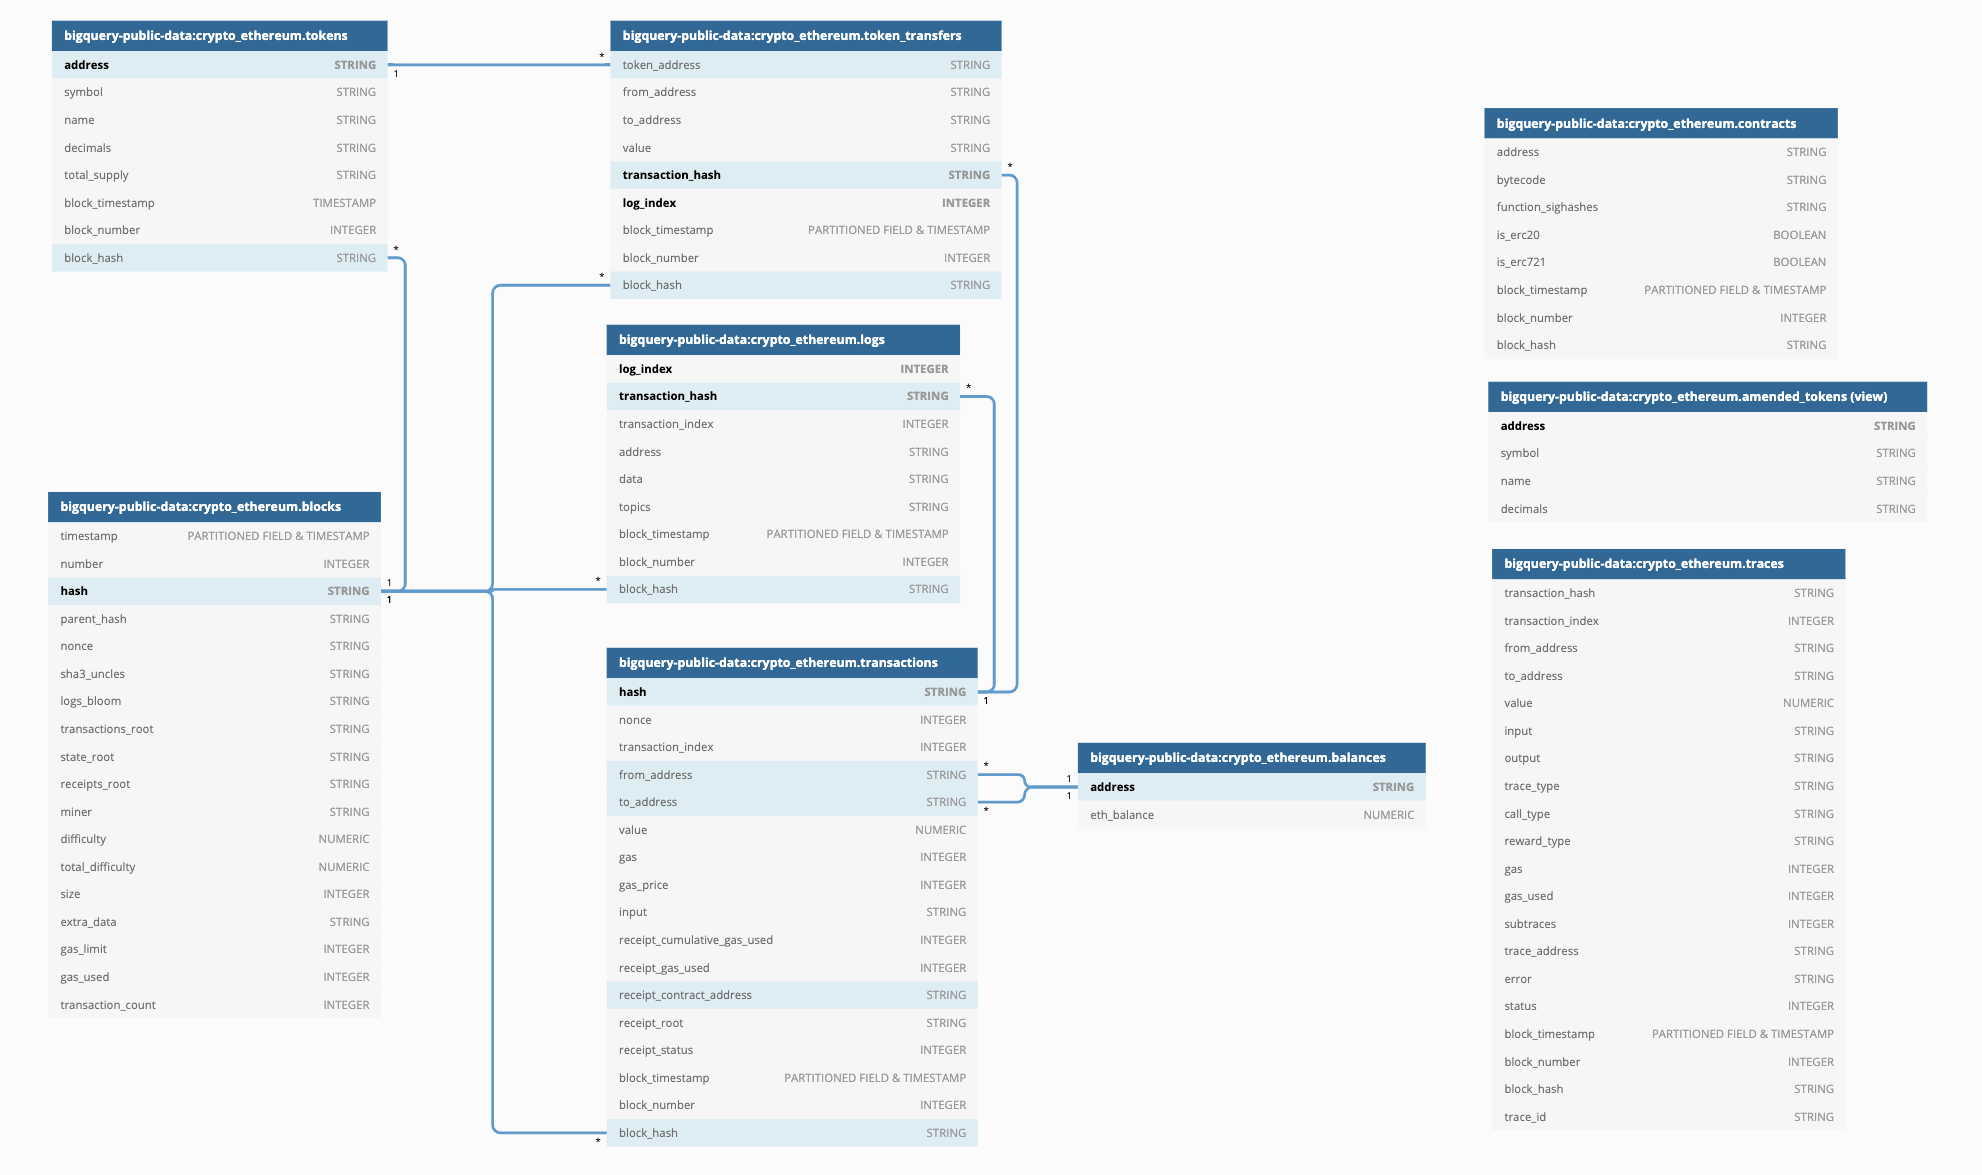 bigquery-public-data:crypto_ethereum.tokens
address STRING
symbol STRING
name STRING
decimals STRING
total_supply STRING
block_timestamp TIMESTAMP
block_number INTEGER
block_hash STRING
1
*
bigquery-public-data:crypto_ethereum.token_transfers
token_address STRING
from_address STRING
to_address STRING
value STRING
transaction_hash STRING
log_index INTEGER
block_timestamp PARTITIONED FIELD & TIMESTAMP
block_number INTEGER
block_hash STRING
*
*
*
bigquery-public-data:crypto_ethereum.logs
log_index INTEGER
transaction_hash STRING
transaction_index INTEGER
address STRING
data STRING
topics STRING
block_timestamp PARTITIONED FIELD & TIMESTAMP
block_number INTEGER
block_hash STRING
*
*
bigquery-public-data:crypto_ethereum.blocks
timestamp PARTITIONED FIELD & TIMESTAMP
number INTEGER
hash STRING
parent_hash STRING
nonce STRING
sha3_uncles STRING
logs_bloom STRING
transactions_root STRING
state_root STRING
receipts_root STRING
miner STRING
difficulty NUMERIC
total_difficulty NUMERIC
size INTEGER
extra_data STRING
gas_limit INTEGER
gas_used INTEGER
transaction_count INTEGER
1
1
bigquery-public-data:crypto_ethereum.transactions
hash STRING
nonce INTEGER
transaction_index INTEGER
from_address STRING
to_address STRING
value NUMERIC
gas INTEGER
gas_price INTEGER
input STRING
receipt_cumulative_gas_used INTEGER
receipt_gas_used INTEGER
receipt_contract_address STRING
receipt_root STRING
receipt_status INTEGER
block_timestamp PARTITIONED FIELD & TIMESTAMP
block_number INTEGER
block_hash STRING
1
*
*
*
bigquery-public-data:crypto_ethereum.balances
address STRING
eth_balance NUMERIC
1
1
bigquery-public-data:crypto_ethereum.contracts
address STRING
bytecode STRING
function_sighashes STRING
is_erc20 BOOLEAN
is_erc721 BOOLEAN
block_timestamp PARTITIONED FIELD & TIMESTAMP
block_number INTEGER
block_hash STRING
bigquery-public-data:crypto_ethereum.amended_tokens (view)
address STRING
symbol STRING
name STRING
decimals STRING
bigquery-public-data:crypto_ethereum.traces
transaction_hash STRING
transaction_index INTEGER
from_address STRING
to_address STRING
value NUMERIC
input STRING
output STRING
trace_type STRING
call_type STRING
reward_type STRING
gas INTEGER
gas_used INTEGER
subtraces INTEGER
trace_address STRING
error STRING
status INTEGER
block_timestamp PARTITIONED FIELD & TIMESTAMP
block_number INTEGER
block_hash STRING
trace_id STRING